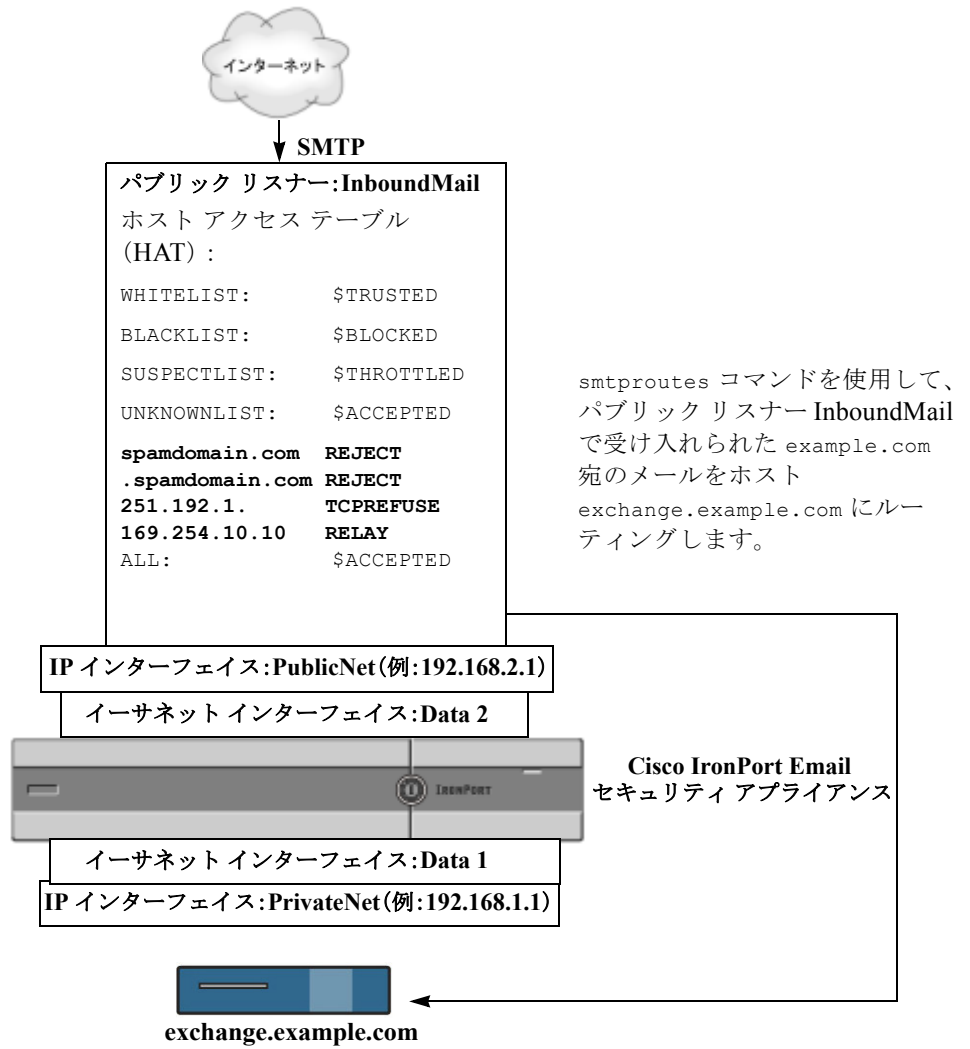 インターネット
SMTP
パブリック リスナー:InboundMail
ホスト アクセス テーブル
(HAT) :
WHITELIST: $TRUSTED
BLACKLIST: $BLOCKED
SUSPECTLIST: $THROTTLED
UNKNOWNLIST: $ACCEPTED
spamdomain.com REJECT
.spamdomain.com REJECT
251.192.1. TCPREFUSE
169.254.10.10 RELAY
ALL: $ACCEPTED
smtproutes コマンドを使用して、
パブリック リスナー InboundMail
で受け入れられた example.com
宛のメールをホスト
exchange.example.com にルー
ティングします。
IP インターフェイス:PublicNet(例:192.168.2.1)
イーサネット インターフェイス:Data 2
IRONPORT
Cisco IronPort Email
セキュリティ アプライアンス
イーサネット インターフェイス:Data 1
IP インターフェイス:PrivateNet(例:192.168.1.1)
exchange.example.com